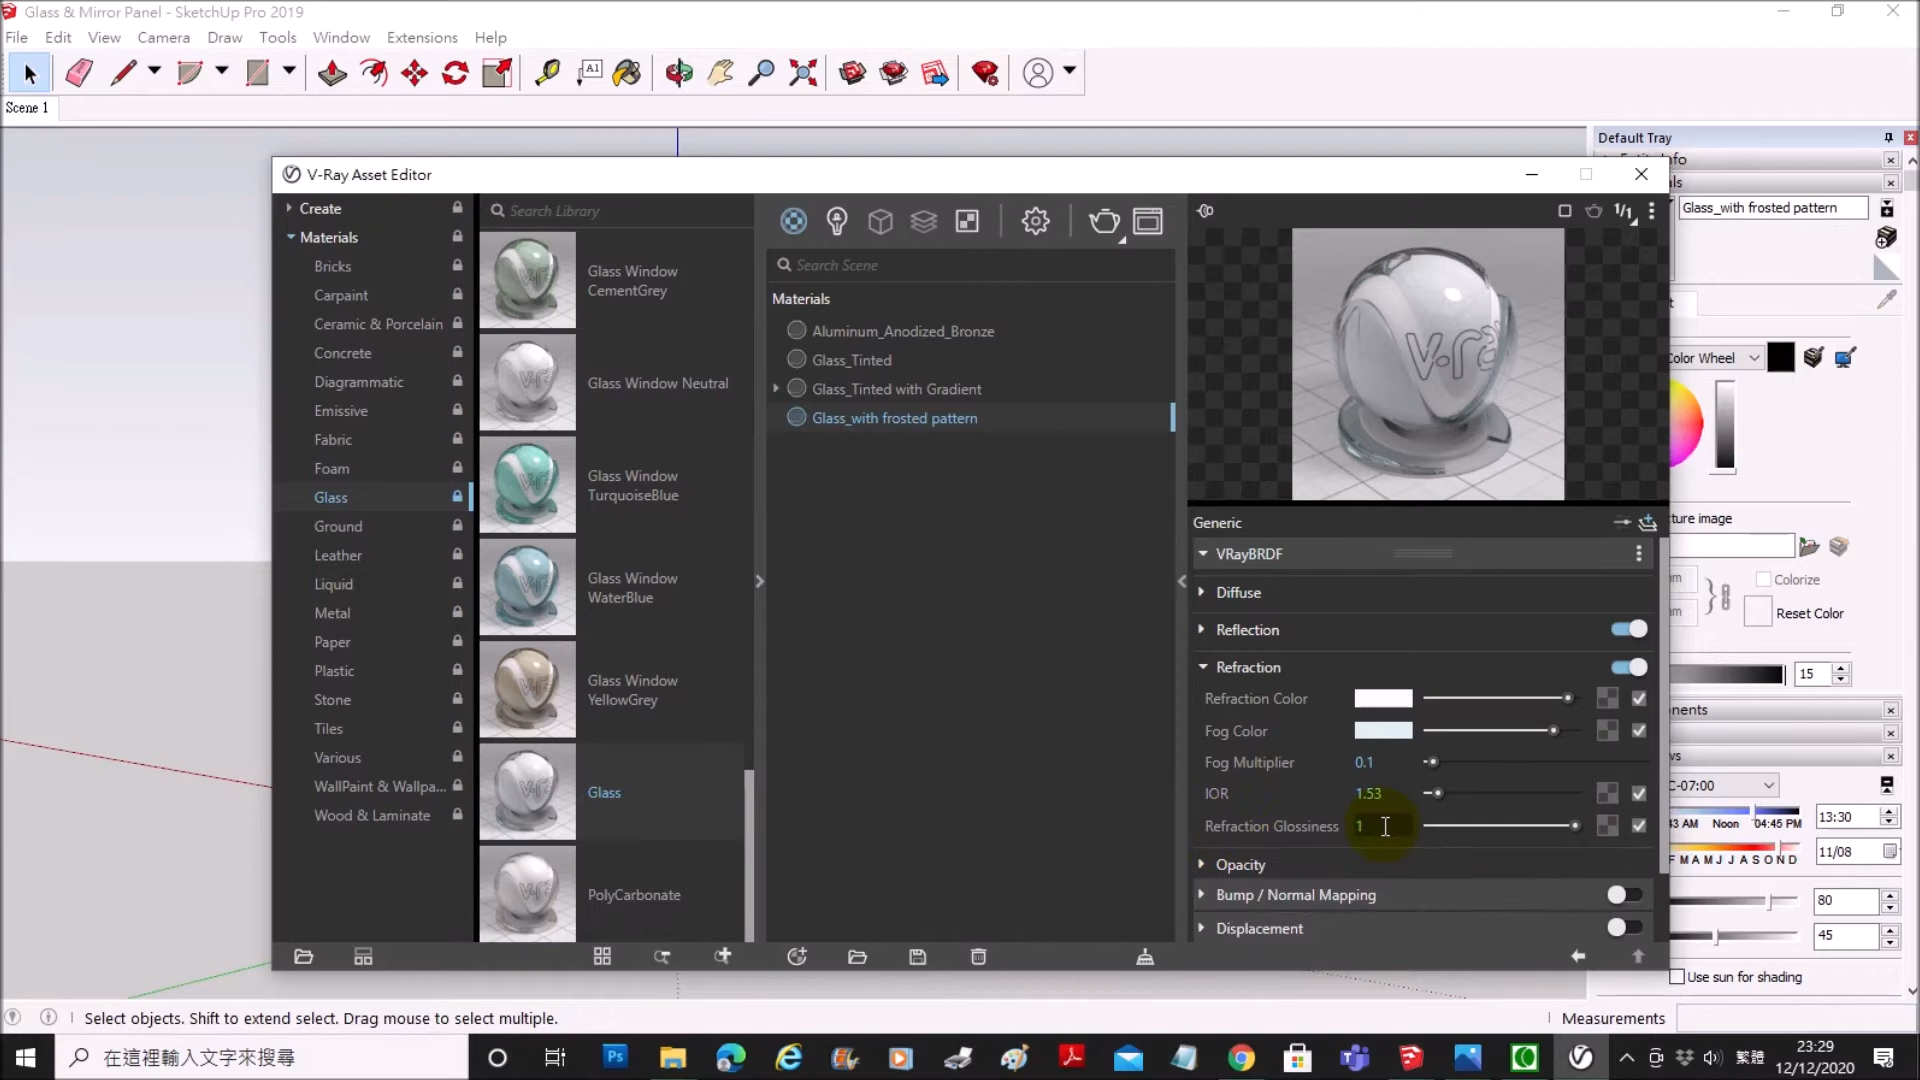 Glass & Mirror Panel - SketchUp Pro 2019
File Edit View Camera Draw Tools Window Extensions Help
Scene 1
Default Tray
V-Ray Asset Editor
Create
Materials
Bricks
Carpaint
Ceramic & Porcelain
Concrete
Diagrammatic
Emissive
Fabric
Foam
Glass
Ground
Leather
Liquid
Metal
Paper
Plastic
Stone
Tiles
Various
WallPaint & Wallpa...
Wood & Laminate
Search Library
Glass Window
CementGrey
Glass Window Neutral
Glass Window
TurquoiseBlue
Glass Window
WaterBlue
Glass Window
YellowGrey
Glass
PolyCarbonate
Search Scene
Materials
Aluminum_Anodized_Bronze
Glass_Tinted
Glass_Tinted with Gradient
Glass_with frosted pattern
1/1
Generic
VRayBRDF
Diffuse
Reflection
Refraction
Refraction Color
Fog Color
Fog Multiplier 0.1
IOR 1.53
Refraction Glossiness 1
Opacity
Bump / Normal Mapping
Displacement
Glass_with frosted pattern
Color Wheel
ture image
Colorize
Reset Color
15
nents
C-07:00
43 AM Noon 04:45 PM
13:30
F M A M J J A S O N D
11/08
80
45
Use sun for shading
Select objects. Shift to extend select. Drag mouse to select multiple.
Measurements
在這裡輸入文字來搜尋
繁體
23:29
12/12/2020